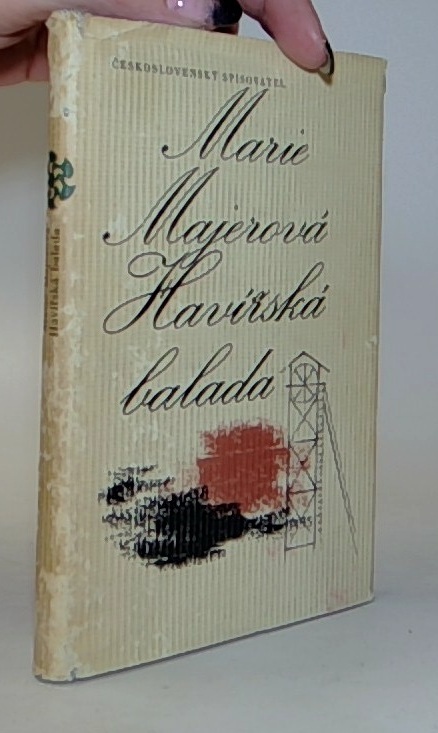 ČESKOSLOVENSKÝ SPISOVATEL
Marie
Majerová
Havířská
balada
Havířská balada